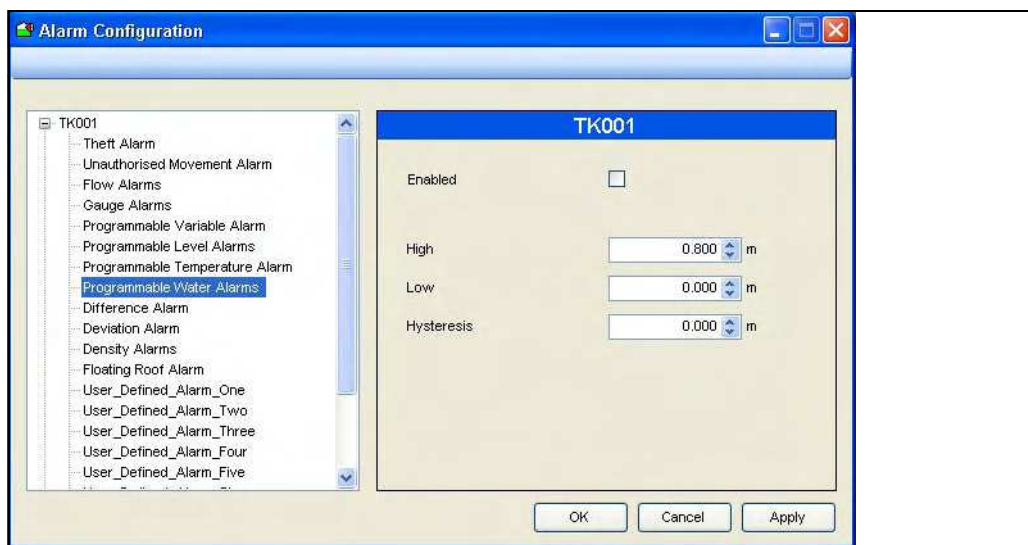 Alarm Configuration
TK001
Theft Alarm
Unauthorised Movement Alarm
Flow Alarms
Gauge Alarms
Programmable Variable Alarm
Programmable Level Alarms
Programmable Temperature Alarm
Programmable Water Alarms
Difference Alarm
Deviation Alarm
Density Alarms
Floating Roof Alarm
User_Defined_Alarm_One
User_Defined_Alarm_Two
User_Defined_Alarm_Three
User_Defined_Alarm_Four
User_Defined_Alarm_Five
TK001
Enabled
High 0.800 m
Low 0.000 m
Hysteresis 0.000 m
OK Cancel Apply